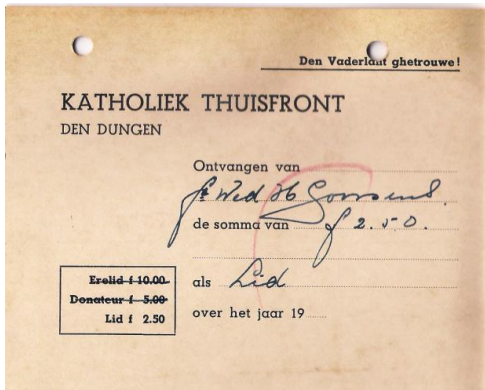 Den Vaderlant ghetrouwe!
KATHOLIEK THUISFRONT
DEN DUNGEN
Ontvangen van
Wed H
de somma van f 2.50.
als Lid
over het jaar 19
Erelid f 10.00
Donateur f 5.00
Lid f 2.50